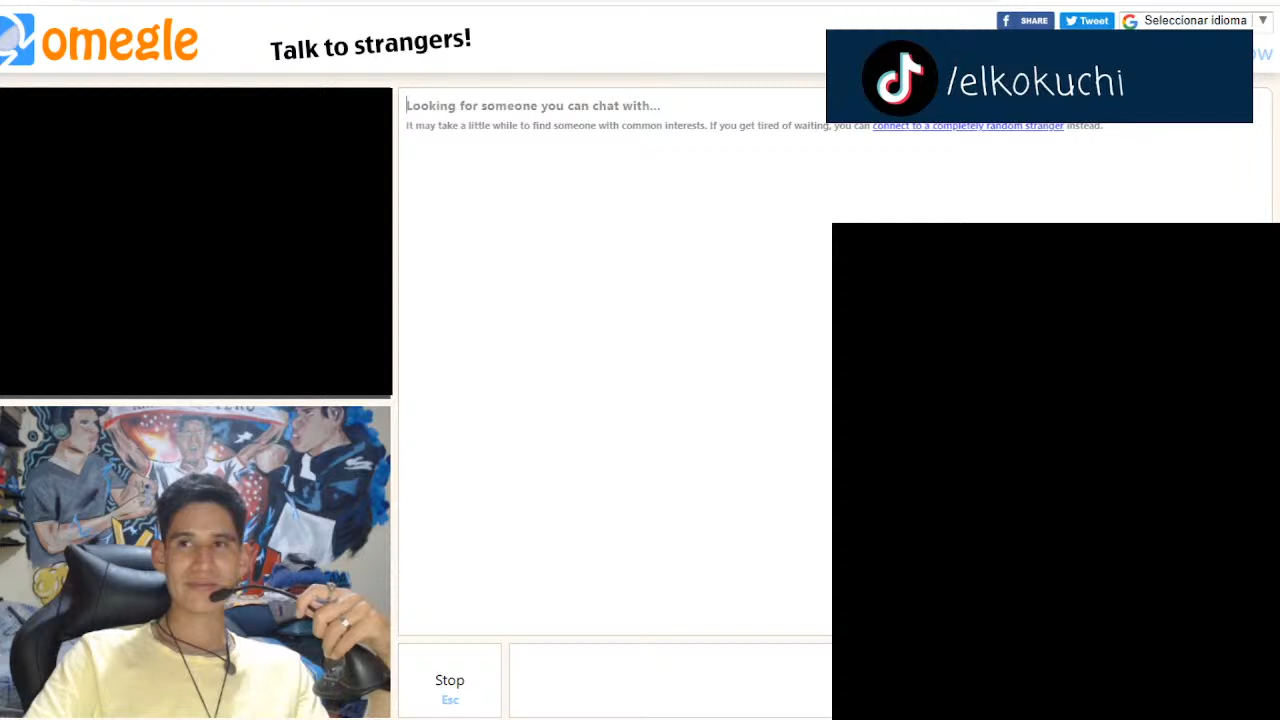 omegle
Talk to strangers!
SHARE
Tweet
Seleccionar idioma
/elkokuchi
Looking for someone you can chat with...
It may take a little while to find someone with common interests. If you get tired of waiting, you can connect to a completely random stranger instead.
Stop
Esc